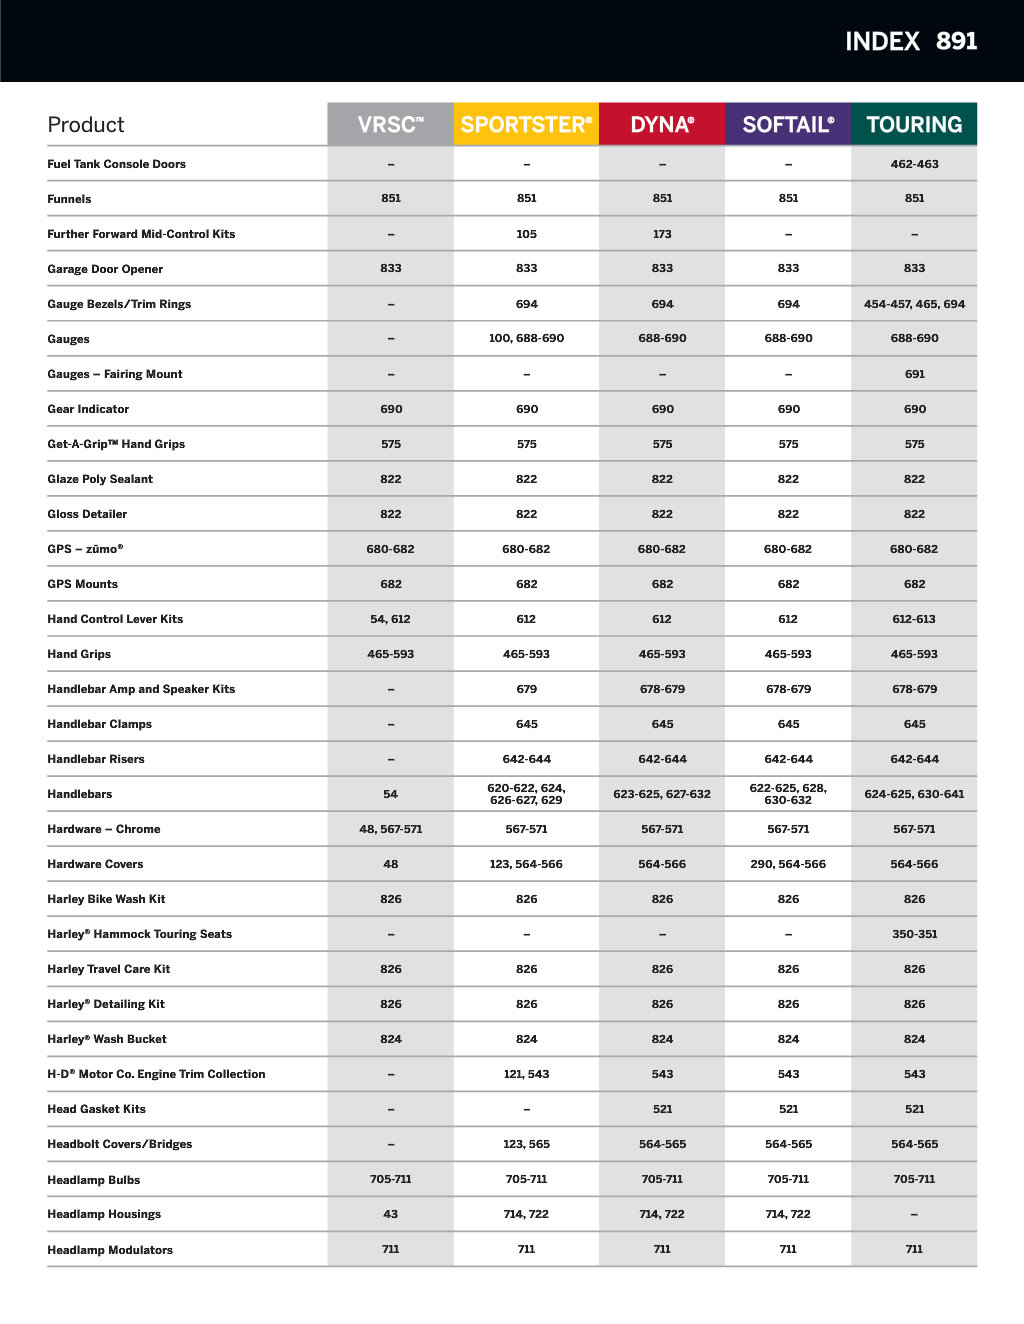 INDEX 891
Product VRSC™ SPORTSTER® DYNA® SOFTAIL® TOURING
Fuel Tank Console Doors – – – – 462-463
Funnels 851 851 851 851 851
Further Forward Mid-Control Kits – 105 173 – –
Garage Door Opener 833 833 833 833 833
Gauge Bezels/Trim Rings – 694 694 694 454-457, 465, 694
Gauges – 100, 688-690 688-690 688-690 688-690
Gauges – Fairing Mount – – – – 691
Gear Indicator 690 690 690 690 690
Get-A-Grip™ Hand Grips 575 575 575 575 575
Glaze Poly Sealant 822 822 822 822 822
Gloss Detailer 822 822 822 822 822
GPS – zūmo® 680-682 680-682 680-682 680-682 680-682
GPS Mounts 682 682 682 682 682
Hand Control Lever Kits 54, 612 612 612 612 612-613
Hand Grips 465-593 465-593 465-593 465-593 465-593
Handlebar Amp and Speaker Kits – 679 678-679 678-679 678-679
Handlebar Clamps – 645 645 645 645
Handlebar Risers – 642-644 642-644 642-644 642-644
Handlebars 54 620-622, 624, 626-627, 629 623-625, 627-632 622-625, 628, 630-632 624-625, 630-641
Hardware – Chrome 48, 567-571 567-571 567-571 567-571 567-571
Hardware Covers 48 123, 564-566 564-566 290, 564-566 564-566
Harley Bike Wash Kit 826 826 826 826 826
Harley® Hammock Touring Seats – – – – 350-351
Harley Travel Care Kit 826 826 826 826 826
Harley® Detailing Kit 826 826 826 826 826
Harley® Wash Bucket 824 824 824 824 824
H-D® Motor Co. Engine Trim Collection – 121, 543 543 543 543
Head Gasket Kits – – 521 521 521
Headbolt Covers/Bridges – 123, 565 564-565 564-565 564-565
Headlamp Bulbs 705-711 705-711 705-711 705-711 705-711
Headlamp Housings 43 714, 722 714, 722 714, 722 –
Headlamp Modulators 711 711 711 711 711